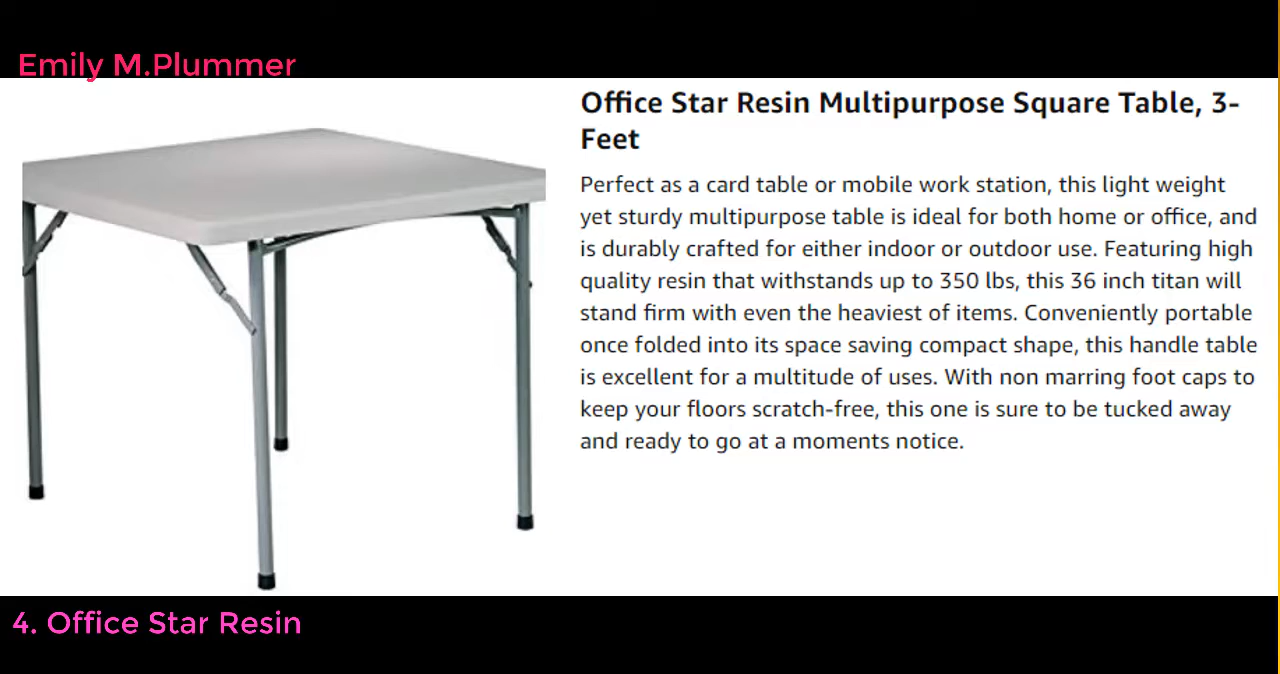 Emily M.Plummer
Office Star Resin Multipurpose Square Table, 3-
Feet
Perfect as a card table or mobile work station, this light weight
yet sturdy multipurpose table is ideal for both home or office, and
is durably crafted for either indoor or outdoor use. Featuring high
quality resin that withstands up to 350 lbs, this 36 inch titan will
stand firm with even the heaviest of items. Conveniently portable
once folded into its space saving compact shape, this handle table
is excellent for a multitude of uses. With non marring foot caps to
keep your floors scratch-free, this one is sure to be tucked away
and ready to go at a moments notice.
4. Office Star Resin